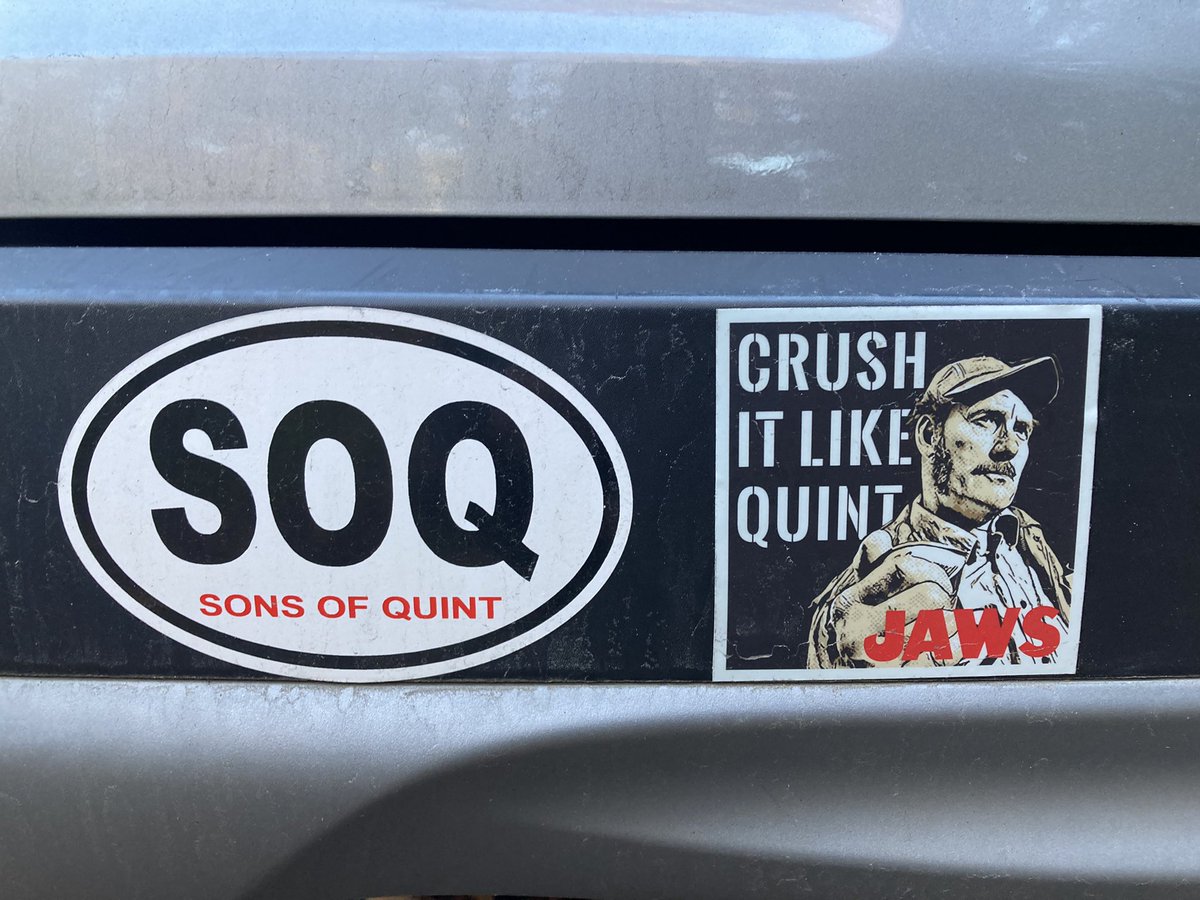 SOQ
SONS OF QUINT
CRUSH
IT LIKE
QUINT
JAWS